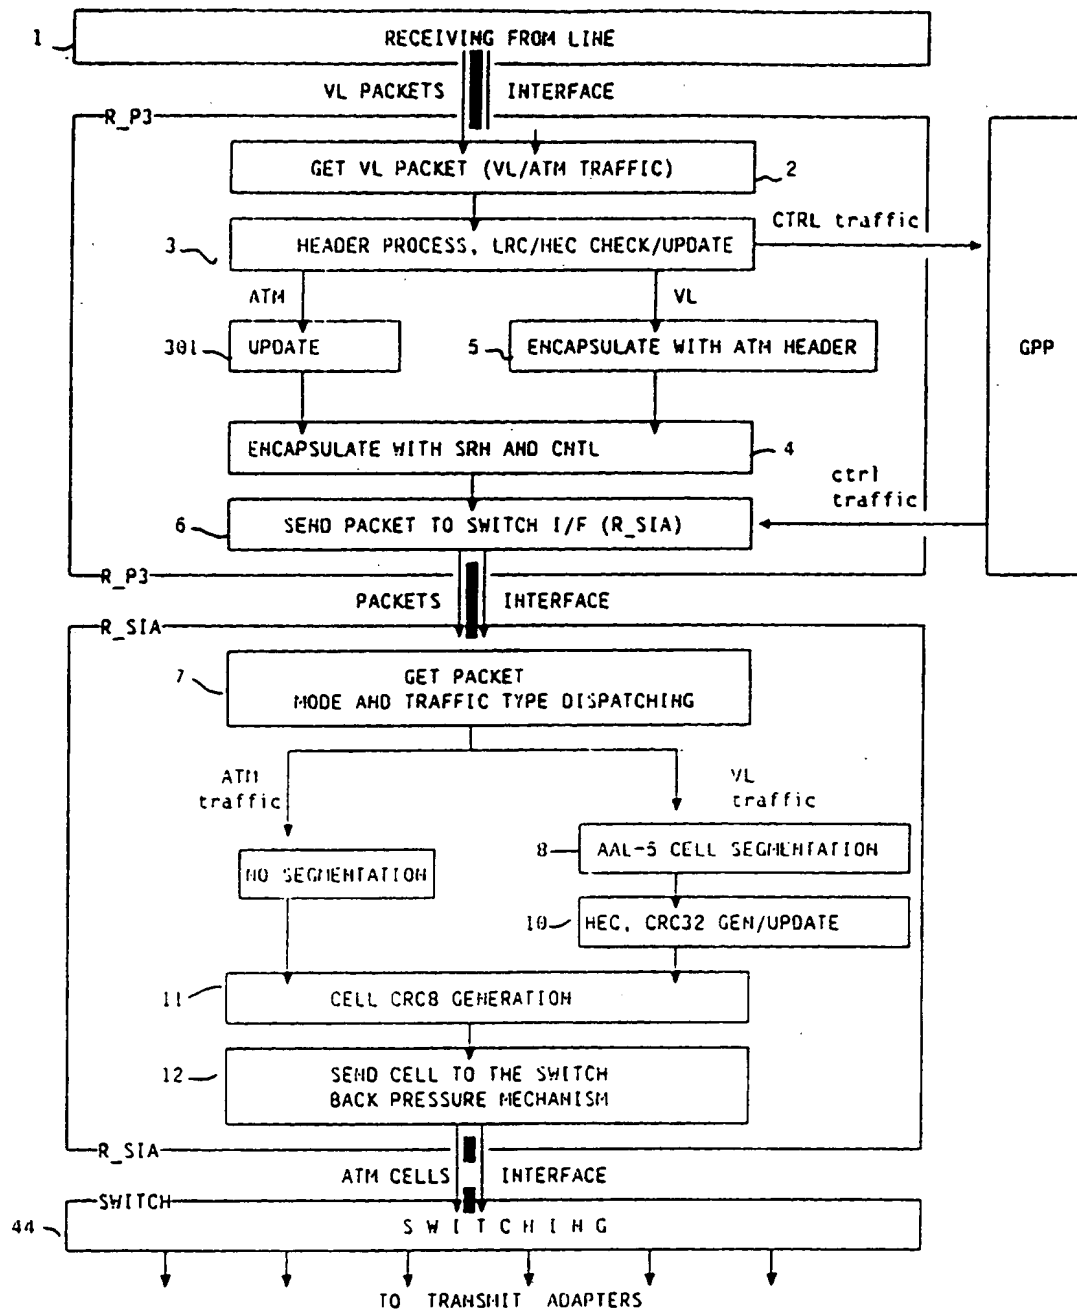 1
RECEIVING FROM LINE
VL PACKETS INTERFACE
R_P3
GET VL PACKET (VL/ATM TRAFFIC)
2
CTRL traffic
3
HEADER PROCESS, LRC/HEC CHECK/UPDATE
ATM
VL
301
UPDATE
5
ENCAPSULATE WITH ATM HEADER
GPP
ENCAPSULATE WITH SRH AND CNTL
4
ctrl
traffic
6
SEND PACKET TO SWITCH I/F (R_SIA)
R_P3
PACKETS INTERFACE
R_SIA
7
GET PACKET
MODE AND TRAFFIC TYPE DISPATCHING
ATM
traffic
VL
traffic
8
AAL-5 CELL SEGMENTATION
NO SEGMENTATION
10
HEC, CRC32 GEN/UPDATE
11
CELL CRC8 GENERATION
12
SEND CELL TO THE SWITCH
BACK PRESSURE MECHANISM
R_SIA
ATM CELLS INTERFACE
SWITCH
44
S W I T C H I N G
TO TRANSMIT ADAPTERS